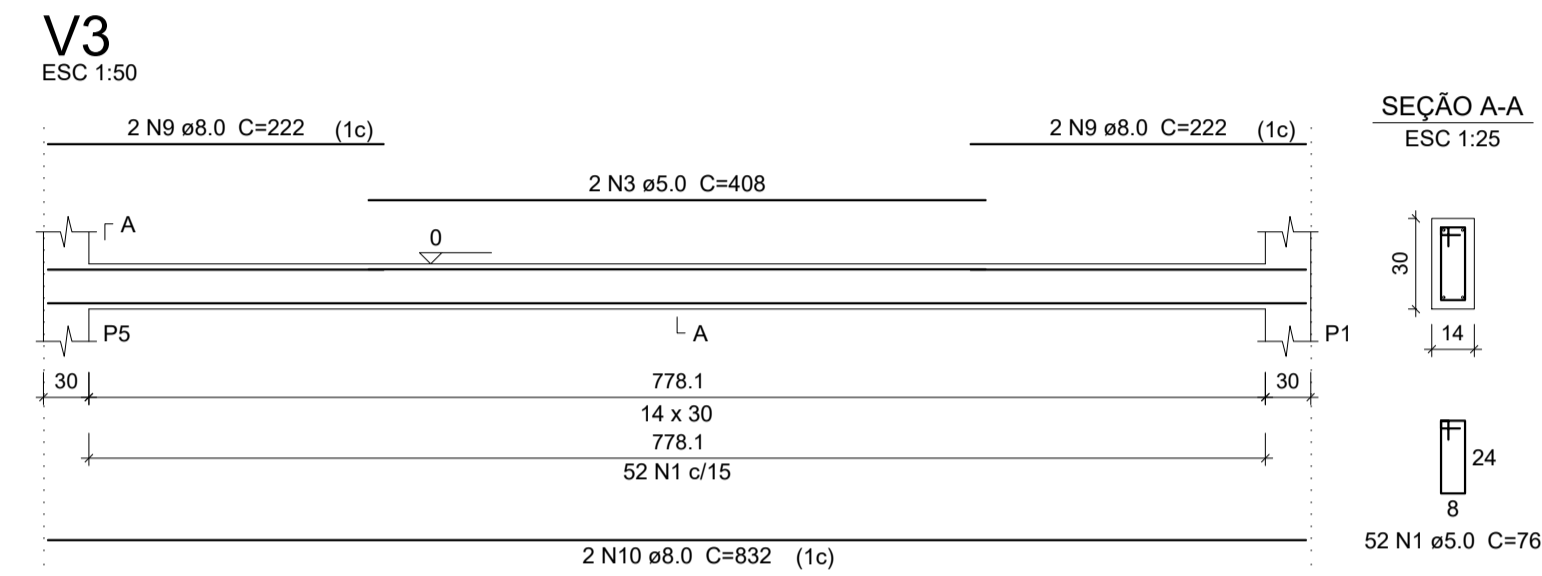 V3
ESC 1:50
2 N9 ø8.0 C=222 (1c)
2 N9 ø8.0 C=222 (1c)
2 N3 ø5.0 C=408
A
0
P5
A
P1
30
778.1
30
14 x 30
778.1
52 N1 c/15
2 N10 ø8.0 C=832 (1c)
SEÇÃO A-A
ESC 1:25
30
14
24
8
52 N1 ø5.0 C=76